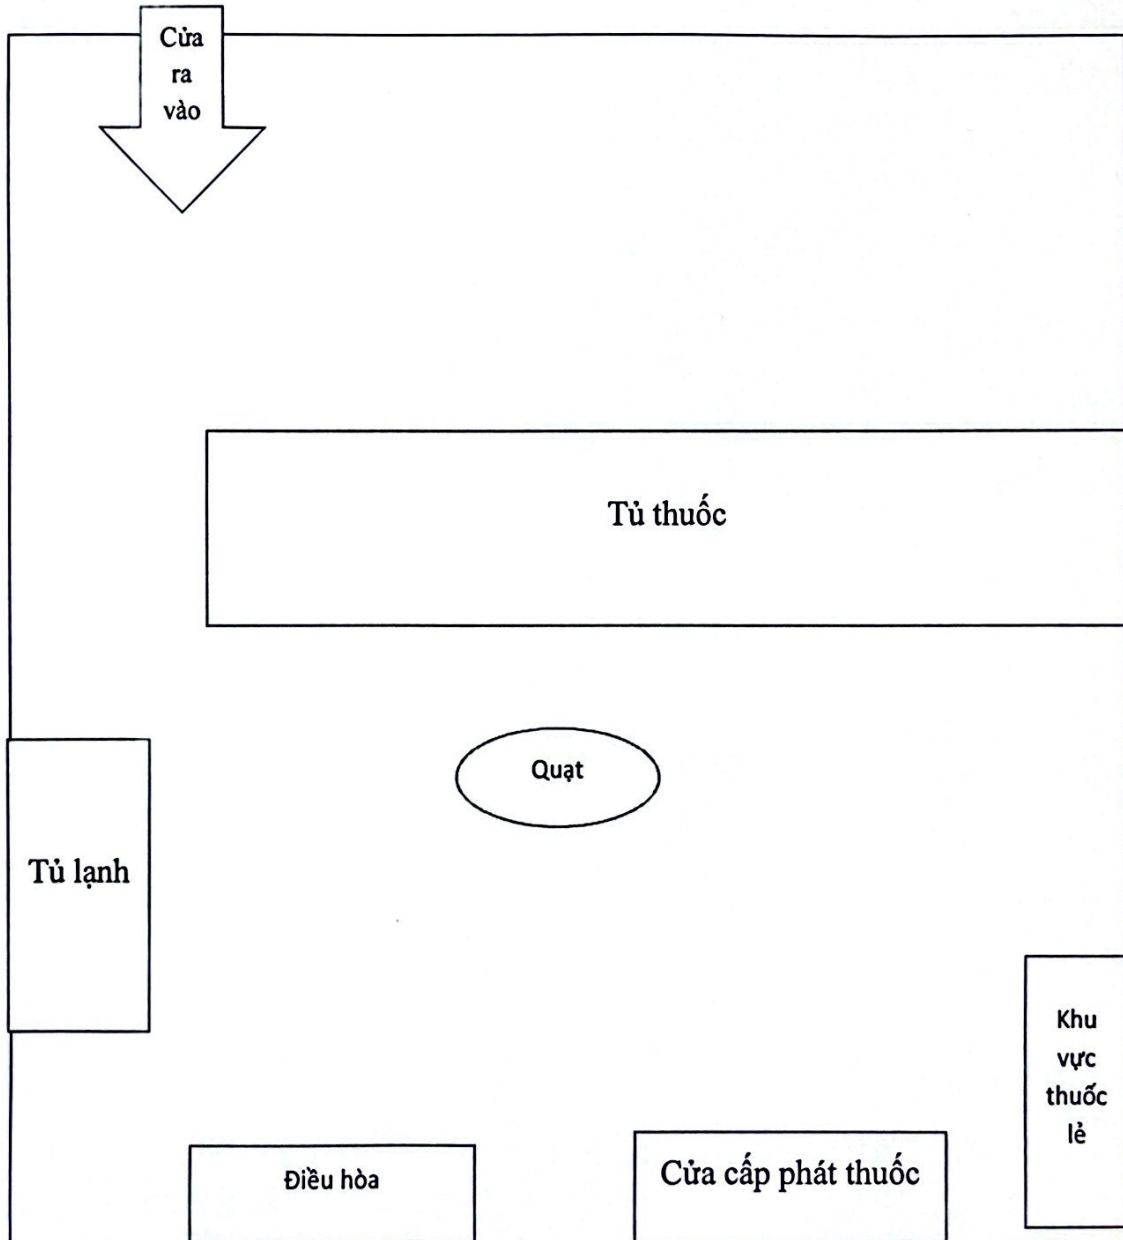 Cửa
ra
vào
Tủ thuốc
Quạt
Tủ lạnh
Khu
vực
thuốc
lẻ
Điều hòa
Cửa cấp phát thuốc